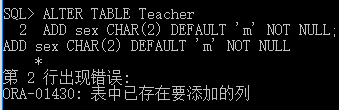 SQL> ALTER TABLE Teacher
2 ADD sex CHAR(2) DEFAULT 'm' NOT NULL;
ADD sex CHAR(2) DEFAULT 'm' NOT NULL
*
第 2 行出现错误:
ORA-01430: 表中已存在要添加的列